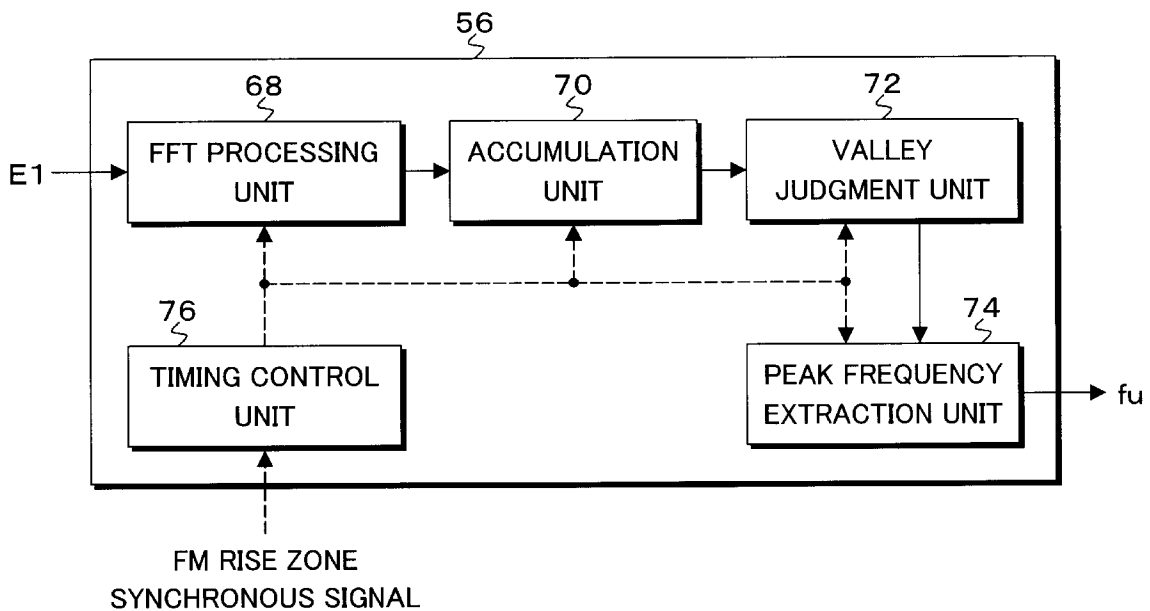 56
68
70
72
E1
FFT PROCESSING
UNIT
ACCUMULATION
UNIT
VALLEY
JUDGMENT UNIT
76
74
TIMING CONTROL
UNIT
PEAK FREQUENCY
EXTRACTION UNIT
fu
FM RISE ZONE
SYNCHRONOUS SIGNAL